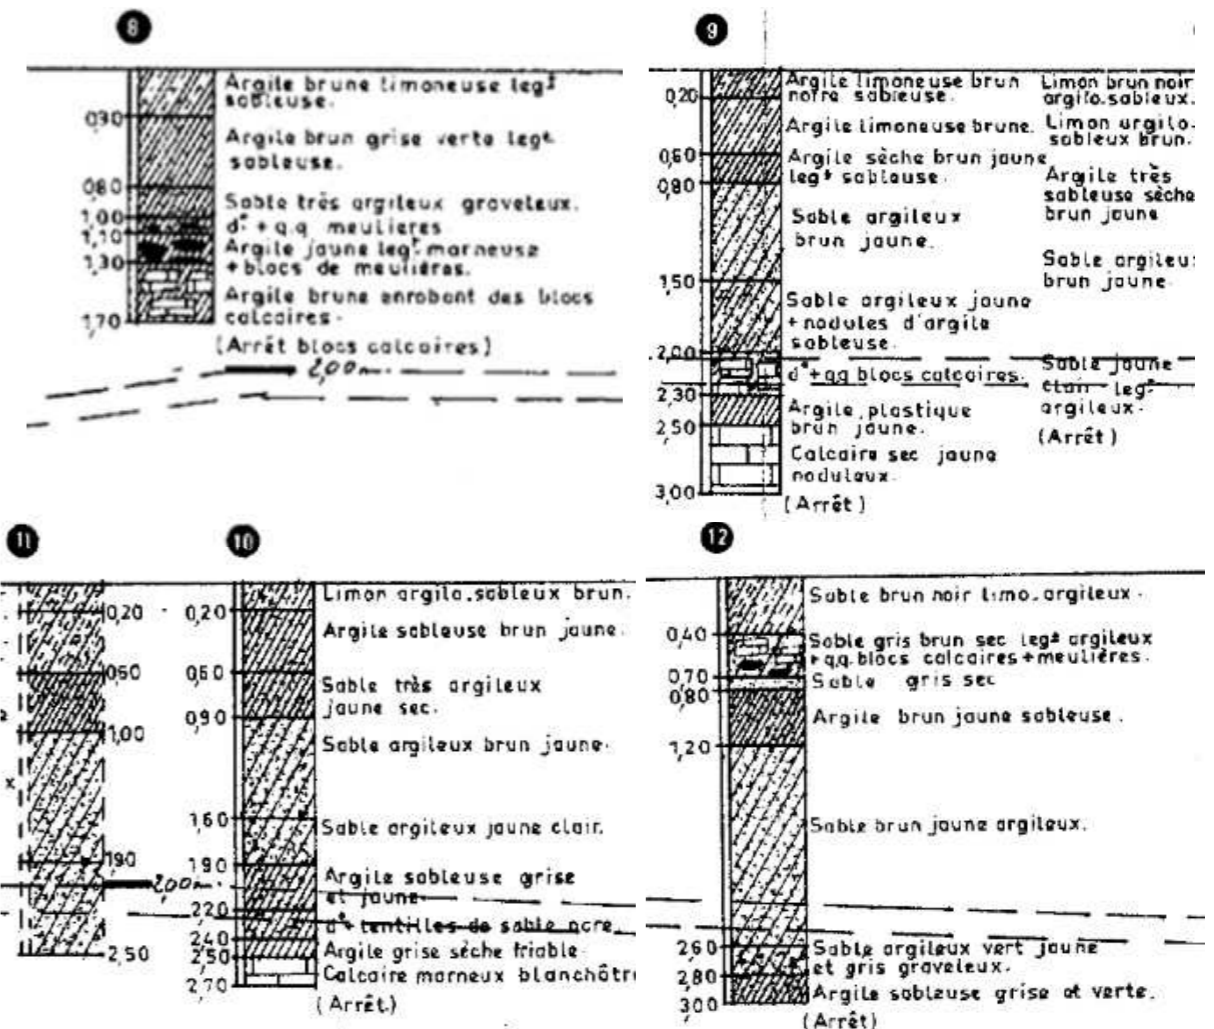 8
Argile brune limoneuse legt
sableuse.
0,30
Argile brun grise verte legt
sableuse.
0,80
Sable très argileux graveleux.
1,00
d° + q.q meulieres
1,10
Argile jaune legt marneuse
+ blocs de meulières.
1,30
Argile brune enrobant des blocs
calcaires.
1,70
(Arrêt blocs calcaires)
2,00m
9
Argile limoneuse brun
noire sableuse.
0,20
Argile limoneuse brune.
0,60
Argile sèche brun jaune
legt sableuse.
0,80
Sable argileux
brun jaune.
1,50
Sable argileux jaune
+ nodules d'argile
sableuse.
2,00
d° + q.q blocs calcaires.
2,30
Argile plastique
brun jaune.
2,50
Calcaire sec jaune
noduleux.
3,00
(Arrêt)
Limon brun noir
argilo.sableux.
Limon argilo.
sableux brun.
Argile très
sableuse sèche
brun jaune
Sable argileux
brun jaune.
Sable jaune
clair legt
argileux.
(Arrêt)
11
0,20
0,60
1,00
x
1,90
2,00m
2,50
10
Limon argilo.sableux brun.
0,20
Argile sableuse brun jaune.
0,60
Sable très argileux
jaune sec.
0,90
Sable argileux brun jaune.
1,60
Sable argileux jaune clair.
1,90
Argile sableuse grise
et jaune
2,20
d° + lentilles de sable ocre
2,40
Argile grise sèche friable.
2,50
Calcaire marneux blanchâtr
2,70
(Arrêt.)
12
Sable brun noir limo.argileux.
0,40
Sable gris brun sec legt argileux
+ q.q. blocs calcaires + meulières.
0,70
Sable gris sec
0,80
Argile brun jaune sableuse.
1,20
Sable brun jaune argileux.
2,60
Sable argileux vert jaune
et gris graveleux.
2,80
Argile sableuse grise et verte.
3,00
(Arrêt)